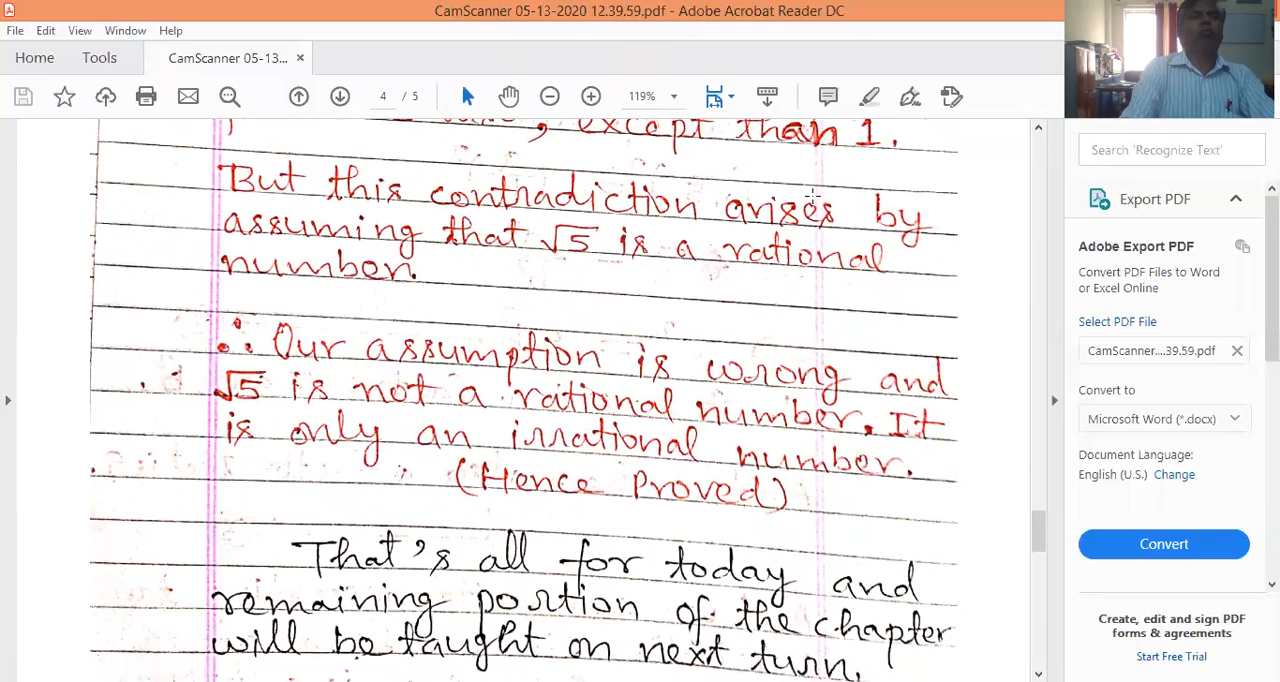 CamScanner 05-13-2020 12.39.59.pdf - Adobe Acrobat Reader DC
File Edit View Window Help
Home Tools CamScanner 05-13... ×
4 / 5 119%
, except than 1.
But this contradiction arises by
assuming that √5 is a rational
number.
∴ Our assumption is wrong and
√5 is not a rational number. It
is only an irrational number.
(Hence Proved)
That's all for today and
remaining portion of the chapter
will be taught on next turn.
Search 'Recognize Text'
Export PDF
Adobe Export PDF
Convert PDF Files to Word
or Excel Online
Select PDF File
CamScanner....39.59.pdf
Convert to
Microsoft Word (*.docx)
Document Language:
English (U.S.) Change
Convert
Create, edit and sign PDF
forms & agreements
Start Free Trial